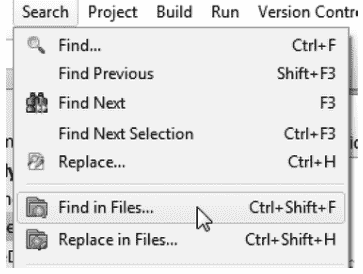 Search Project Build Run Version Contr
Find... Ctrl+F
Find Previous Shift+F3
Find Next F3
Find Next Selection Ctrl+F3
Replace... Ctrl+H
Find in Files... Ctrl+Shift+F
Replace in Files... Ctrl+Shift+H